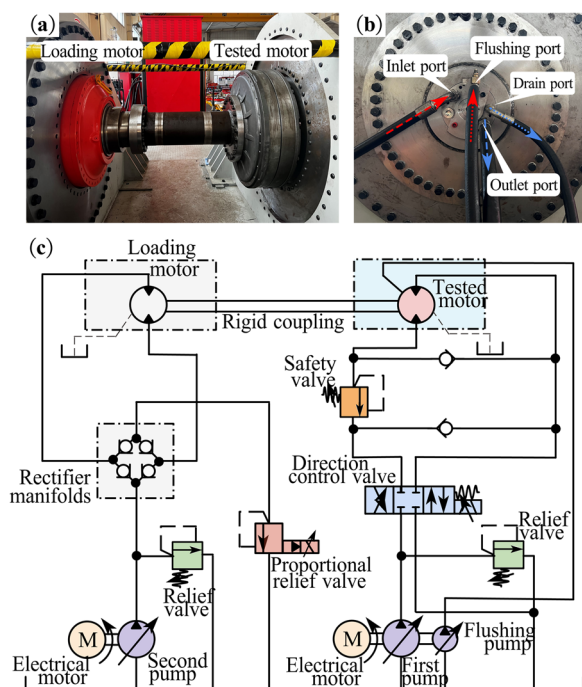 (a)
Loading motor
Tested motor
(b)
Flushing port
Inlet port
Drain port
Outlet port
(c)
Loading
motor
Tested
motor
Rigid coupling
Safety
valve
Rectifier
manifolds
Direction
control valve
Relief
valve
Proportional
relief valve
Relief
valve
M
Electrical
motor
Second
pump
M
Electrical
motor
First
pump
Flushing
pump